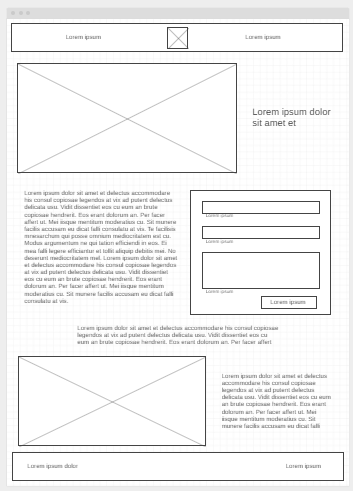 Lorem ipsum
Lorem ipsum
Lorem ipsum dolor
sit amet et
Lorem ipsum dolor sit amet et delectus accommodare
his consul copiosae legendos at vix ad putent delectus
delicata usu. Vidit dissentiet eos cu eum an brute
copiosae hendrerit. Eos erant dolorum an. Per facer
affert ut. Mei iisque mentitum moderatius cu. Sit munere
facilis accusam eu dicat falli consulatu at vis. Te facilisis
mnesarchum qui posse omnium mediocritatem est cu.
Modus argumentum ne qui tation efficiendi in eos. Ei
mea falli legere efficiantur et tollit aliquip debitis mei. No
deserunt mediocritatem mel. Lorem ipsum dolor sit amet
et delectus accommodare his consul copiosae legendos
at vix ad putent delectus delicata usu. Vidit dissentiet
eos cu eum an brute copiosae hendrerit. Eos erant
dolorum an. Per facer affert ut. Mei iisque mentitum
moderatius cu. Sit munere facilis accusam eu dicat falli
consulatu at vis.
Lorem ipsum
Lorem ipsum
Lorem ipsum
Lorem ipsum
Lorem ipsum dolor sit amet et delectus accommodare his consul copiosae
legendos at vix ad putent delectus delicata usu. Vidit dissentiet eos cu
eum an brute copiosae hendrerit. Eos erant dolorum an. Per facer affert
Lorem ipsum dolor sit amet et delectus
accommodare his consul copiosae
legendos at vix ad putent delectus
delicata usu. Vidit dissentiet eos cu eum
an brute copiosae hendrerit. Eos erant
dolorum an. Per facer affert ut. Mei
iisque mentitum moderatius cu. Sit
munere facilis accusam eu dicat falli
Lorem ipsum dolor
Lorem ipsum